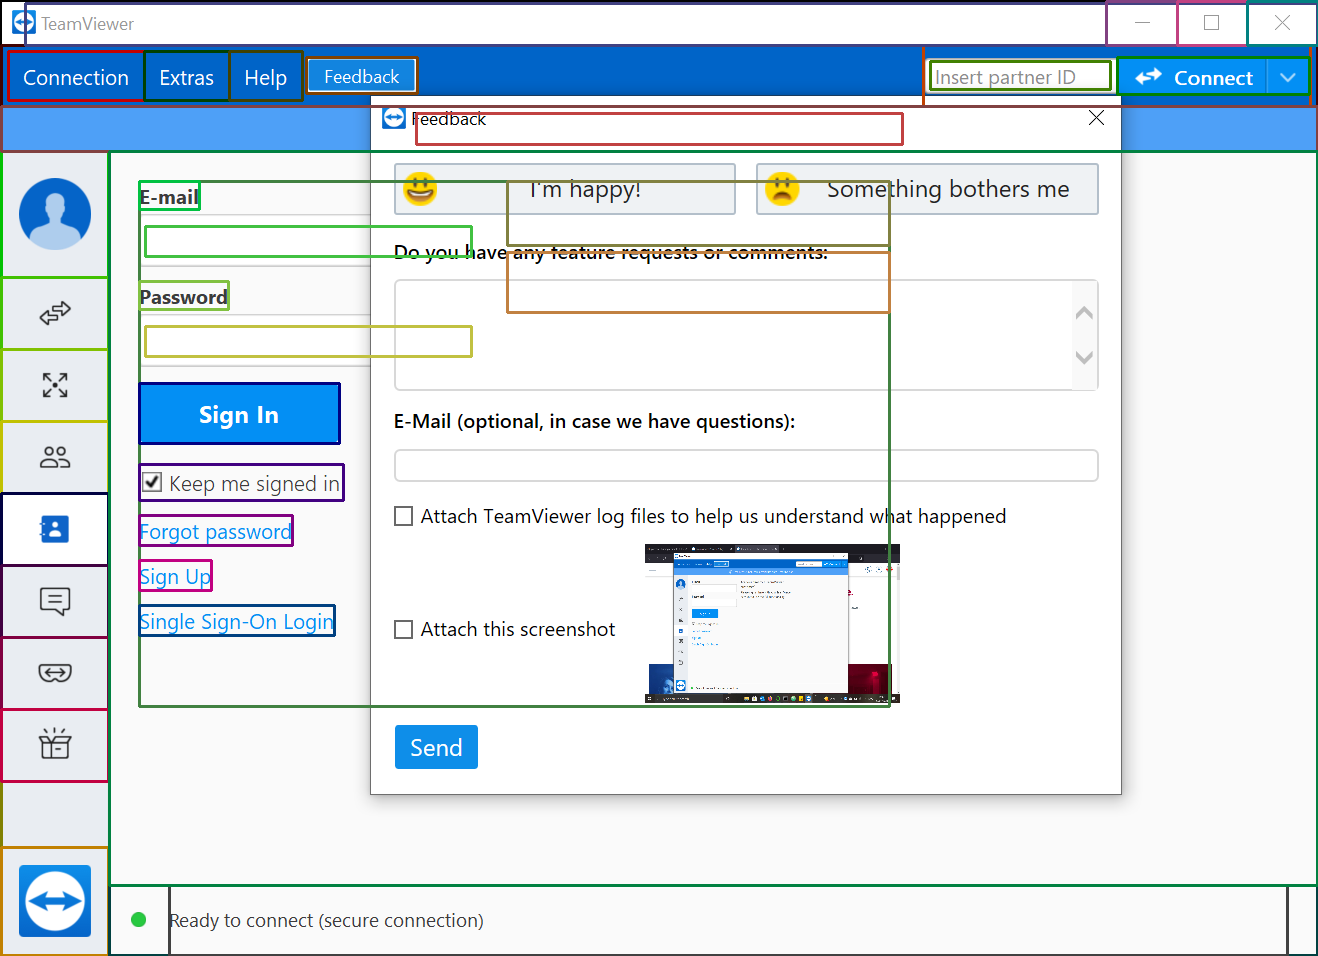 TeamViewer
Connection
Extras
Help
Feedback
Insert partner ID
Connect
Feedback
I'm happy!
Something bothers me
Do you have any feature requests or comments:
E-Mail (optional, in case we have questions):
Attach TeamViewer log files to help us understand what happened
Attach this screenshot
Send
E-mail
Password
Sign In
Keep me signed in
Forgot password
Sign Up
Single Sign-On Login
Ready to connect (secure connection)